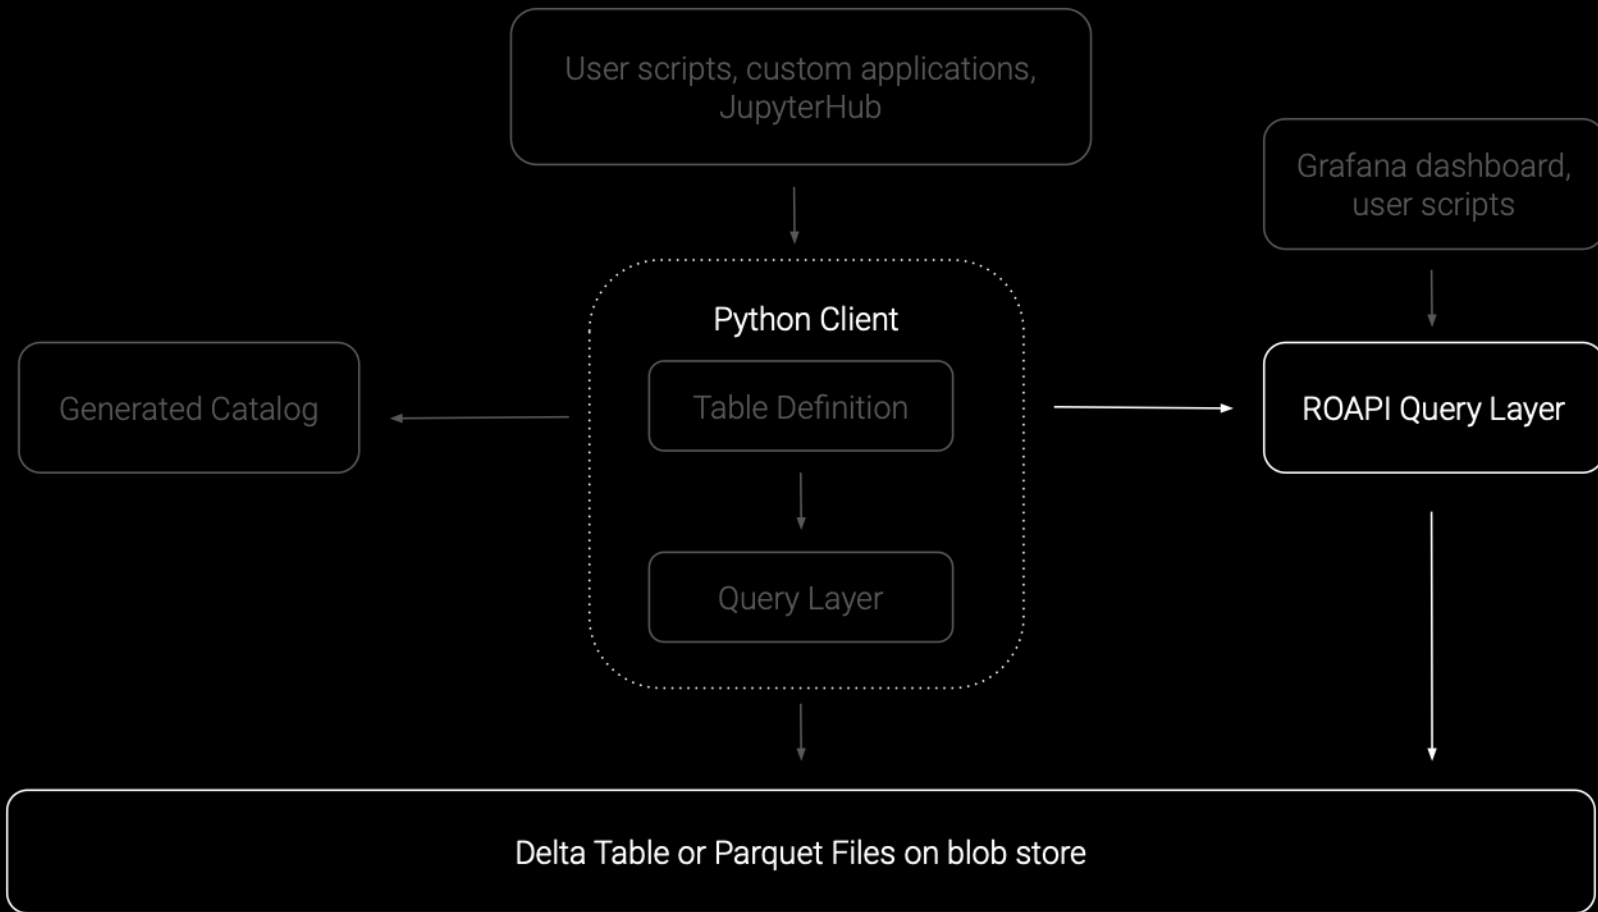 User scripts, custom applications,
JupyterHub
Grafana dashboard,
user scripts
Python Client
Generated Catalog
Table Definition
ROAPI Query Layer
Query Layer
Delta Table or Parquet Files on blob store